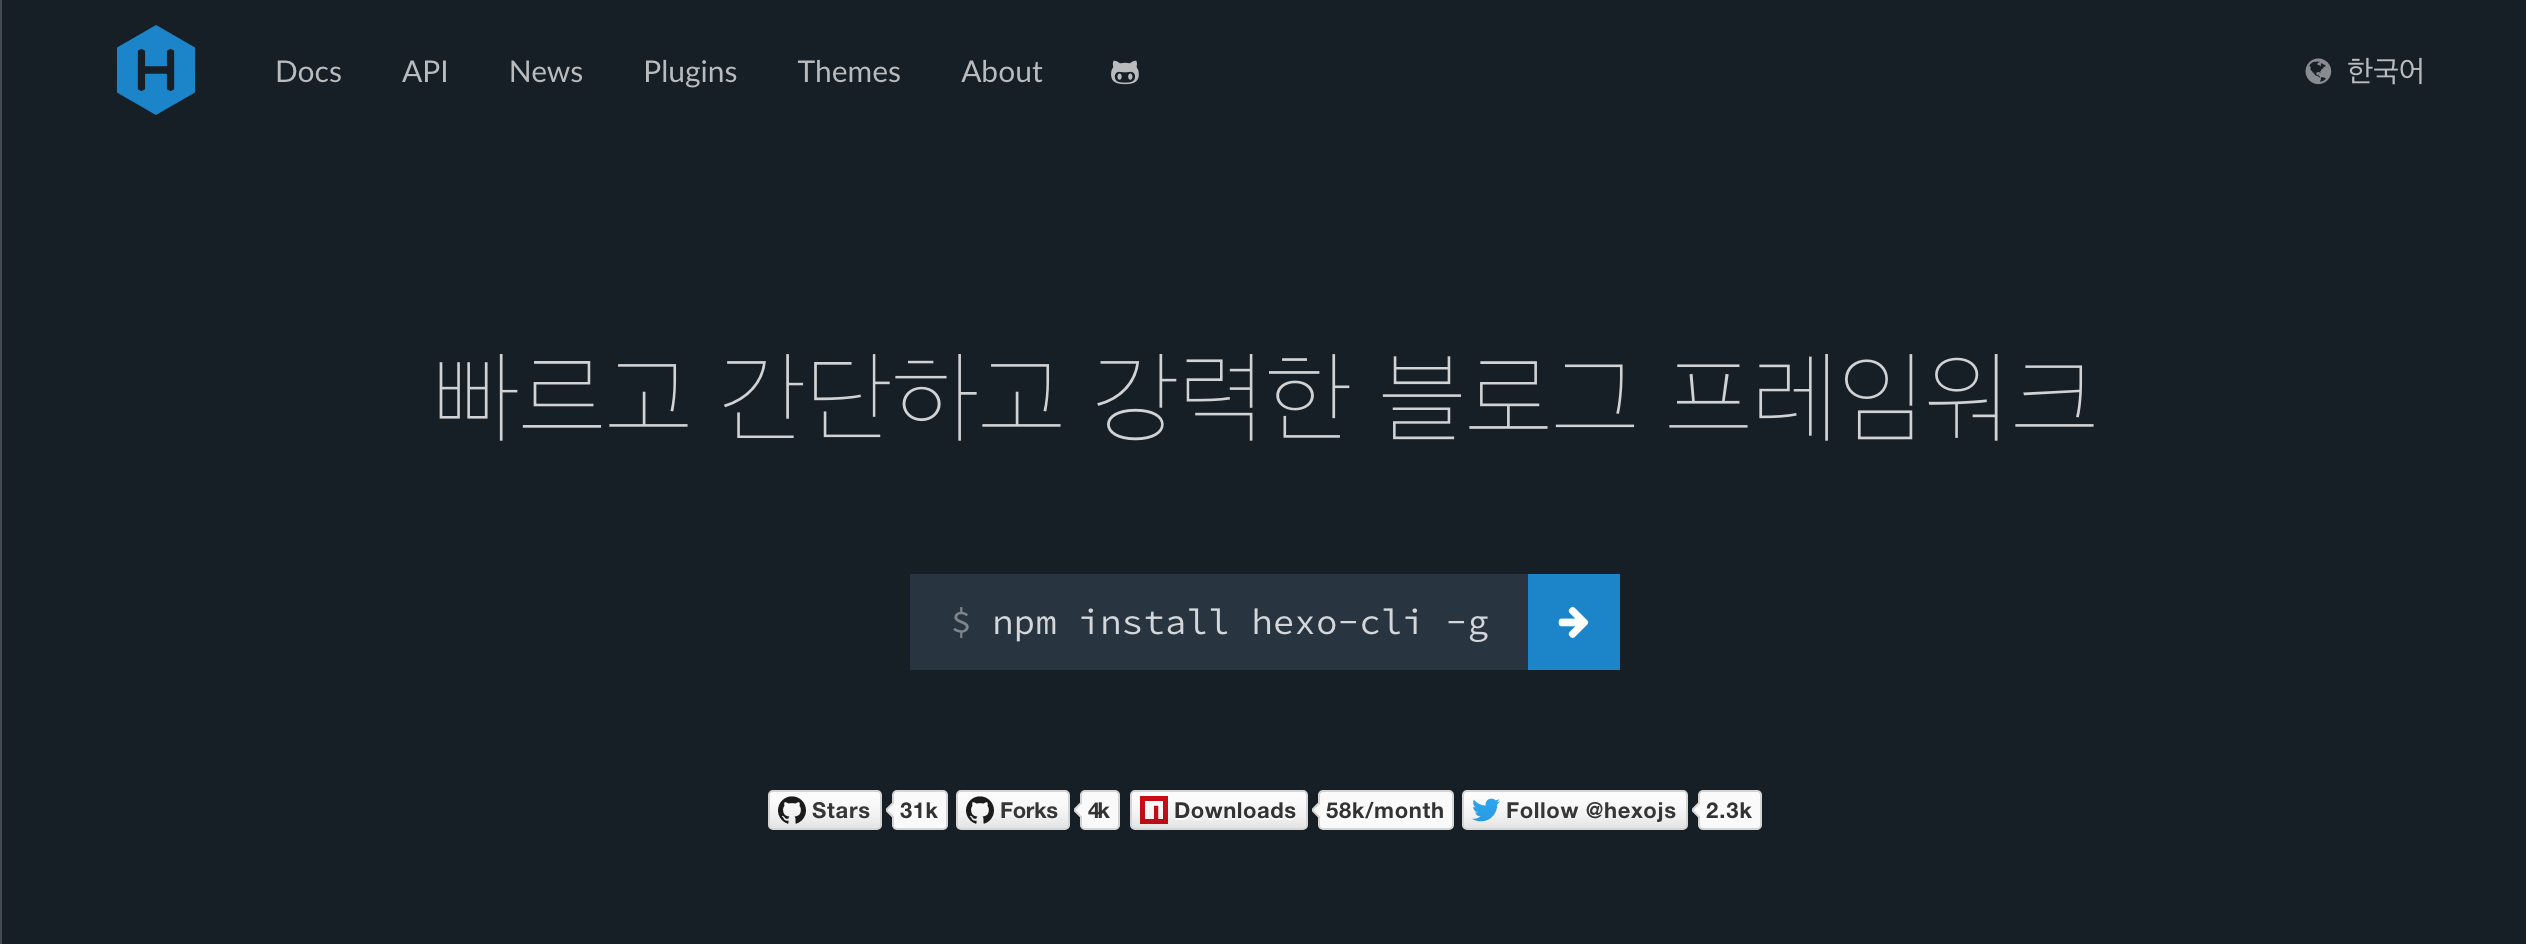 H
Docs API News Plugins Themes About 한국어
빠르고 간단하고 강력한 블로그 프레임워크
$ npm install hexo-cli -g
Stars 31k Forks 4k Downloads 58k/month Follow @hexojs 2.3k